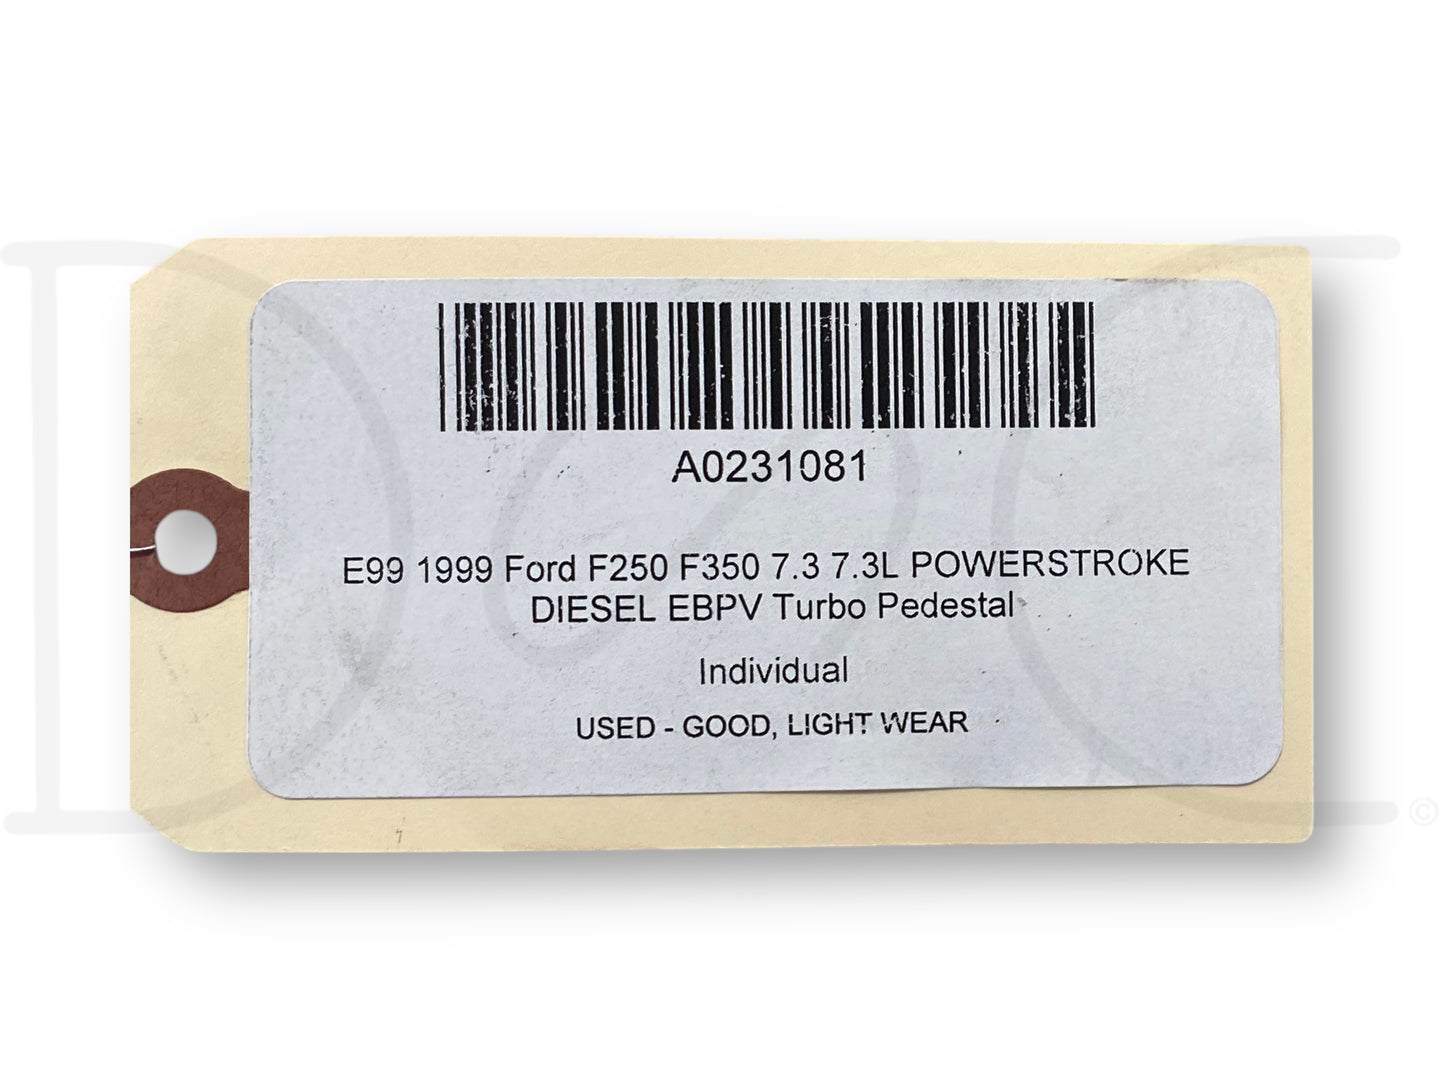 A0231081
E99 1999 Ford F250 F350 7.3 7.3L POWERSTROKE
DIESEL EBPV Turbo Pedestal
Individual
USED - GOOD, LIGHT WEAR